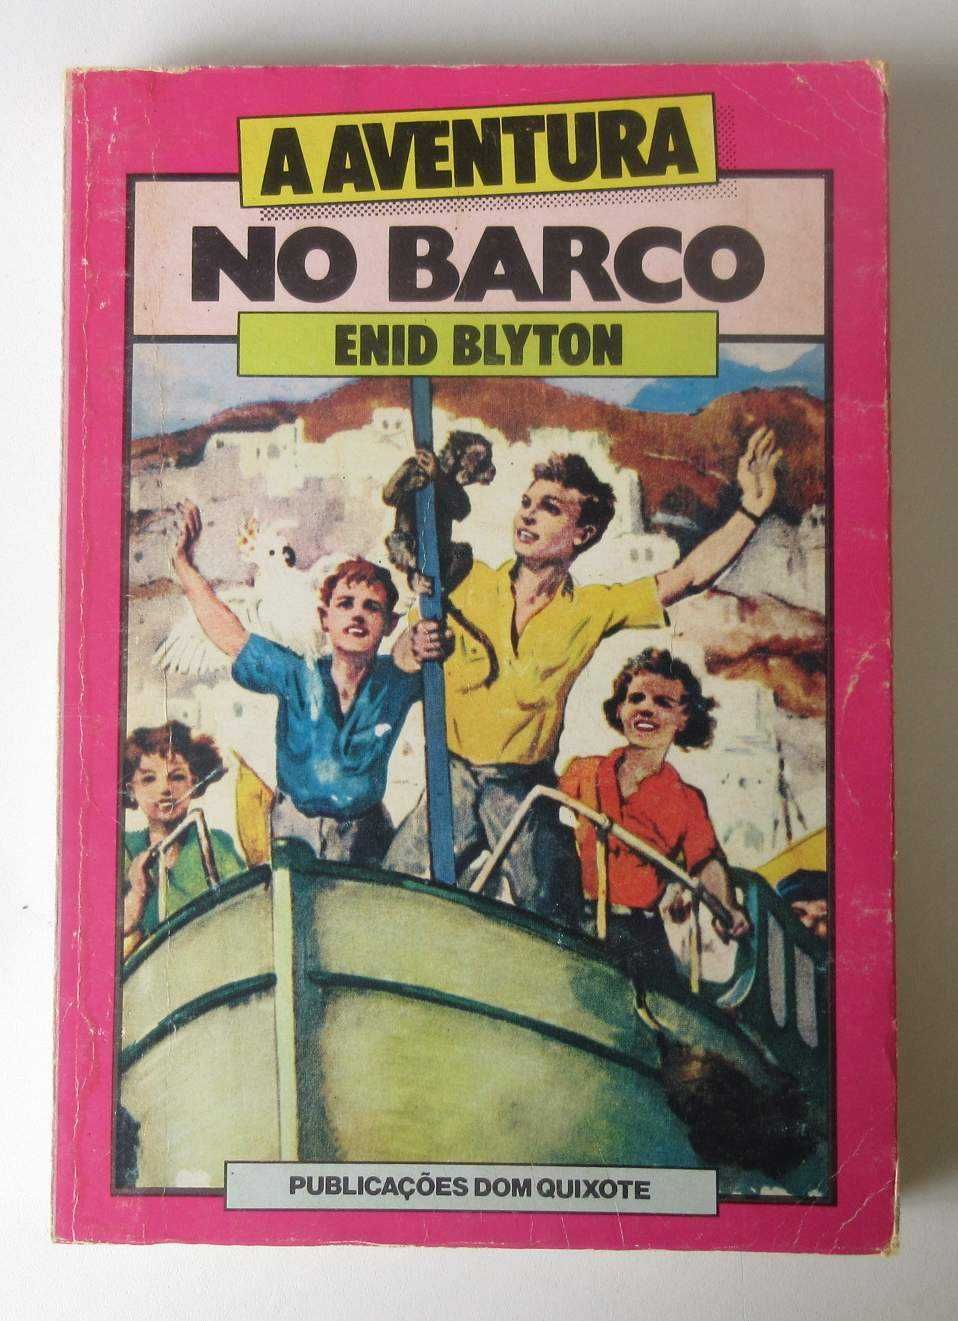 A AVENTURA
NO BARCO
ENID BLYTON
PUBLICAÇÕES DOM QUIXOTE